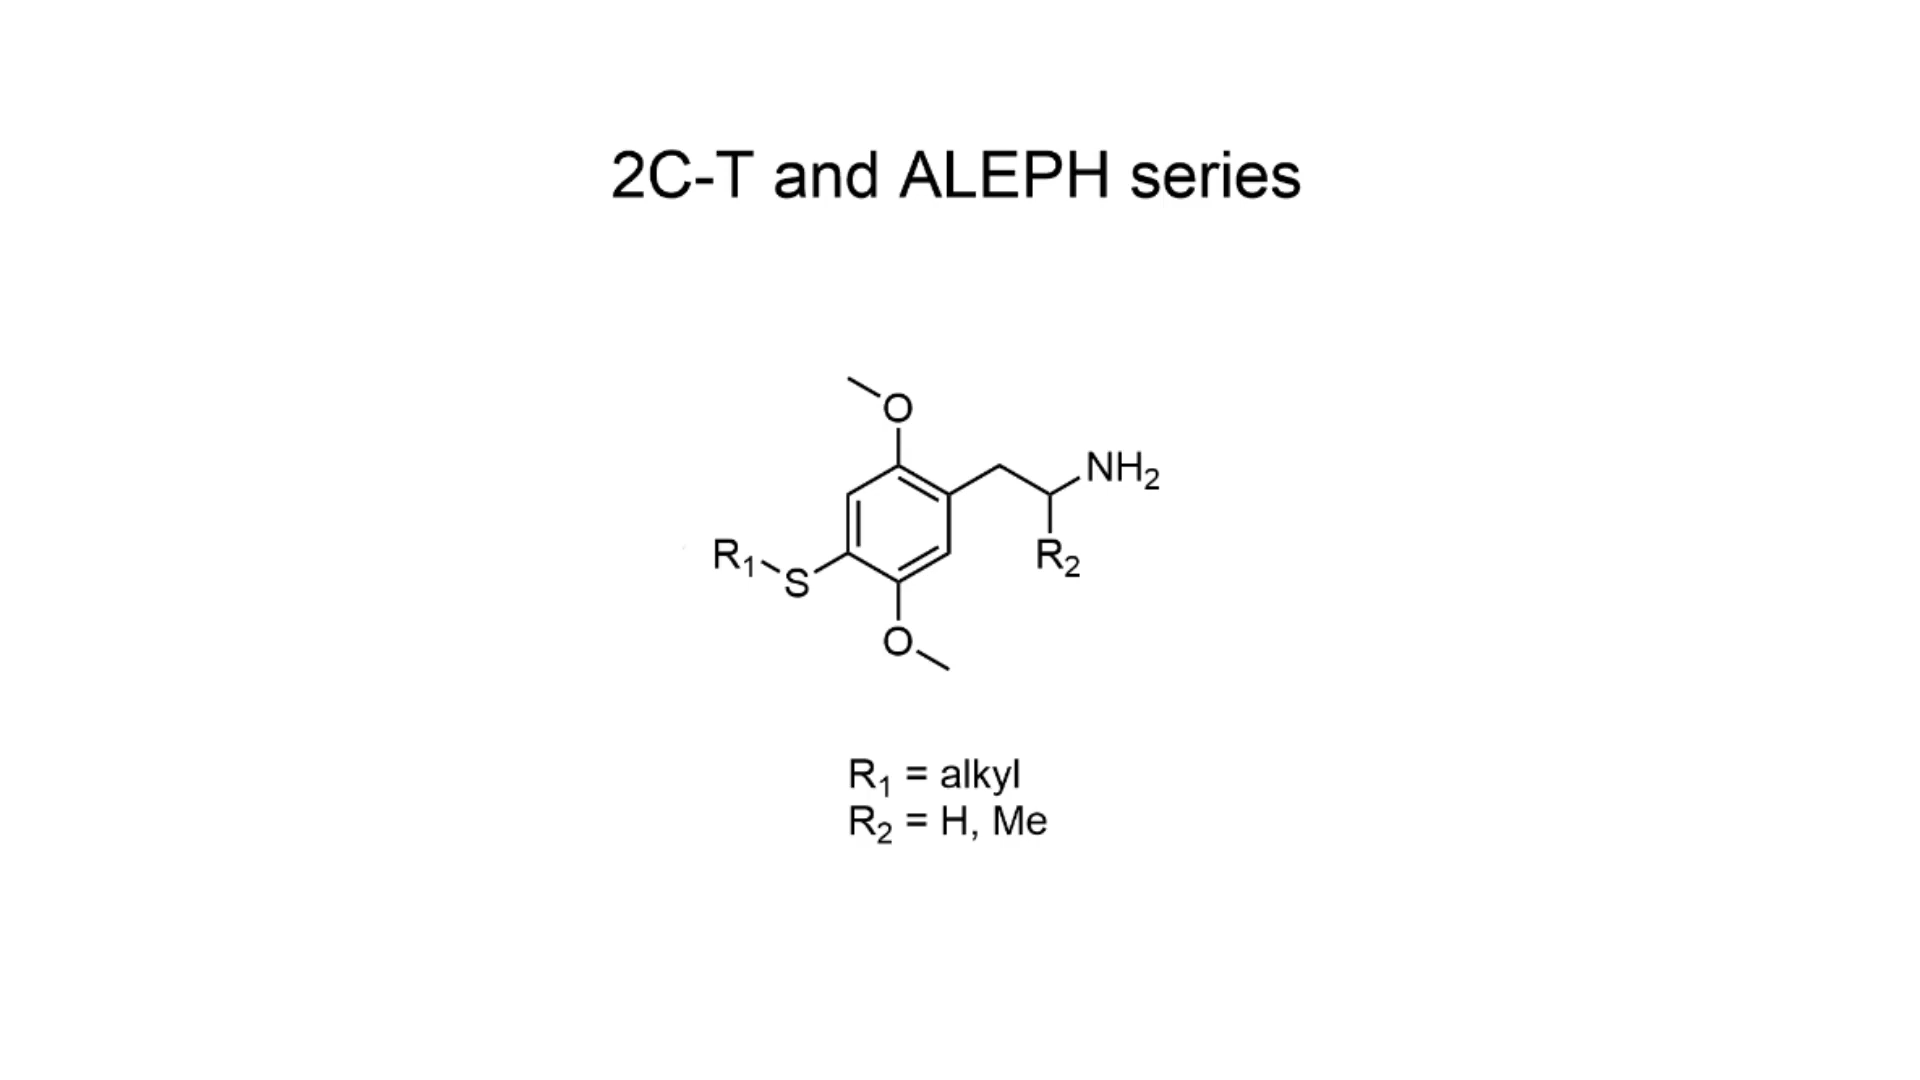 2C-T and ALEPH series
O
NH₂
R₁
S
R₂
O
R₁ = alkyl
R₂ = H, Me